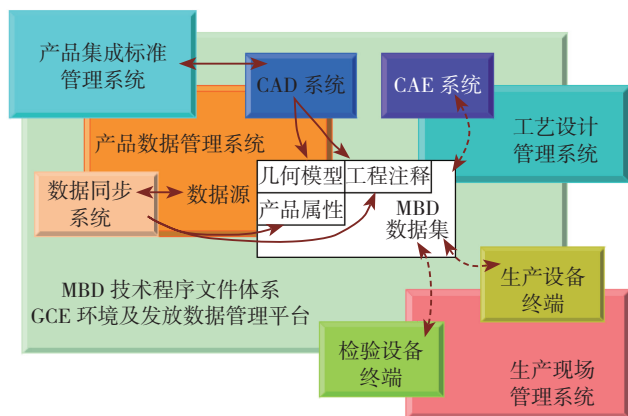 产品集成标准
管理系统
CAD 系统
CAE 系统
工艺设计
管理系统
产品数据管理系统
数据源
数据同步
系统
几何模型
工程注释
产品属性
MBD
数据集
MBD 技术程序文件体系
GCE 环境及发放数据管理平台
生产设备
终端
检验设备
终端
生产现场
管理系统